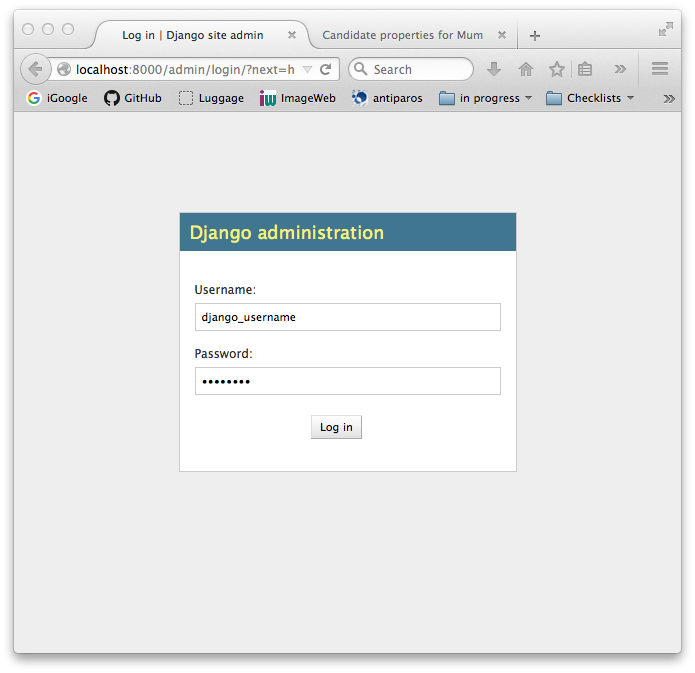 Log in | Django site admin
Candidate properties for Mum
localhost:8000/admin/login/?next=h
Search
iGoogle
GitHub
Luggage
iw ImageWeb
antiparos
in progress
Checklists
Django administration
Username:
django_username
Password:
••••••••
Log in